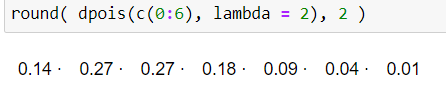 round( dpois(c(0:6), lambda = 2), 2 )
0.14 · 0.27 · 0.27 · 0.18 · 0.09 · 0.04 · 0.01